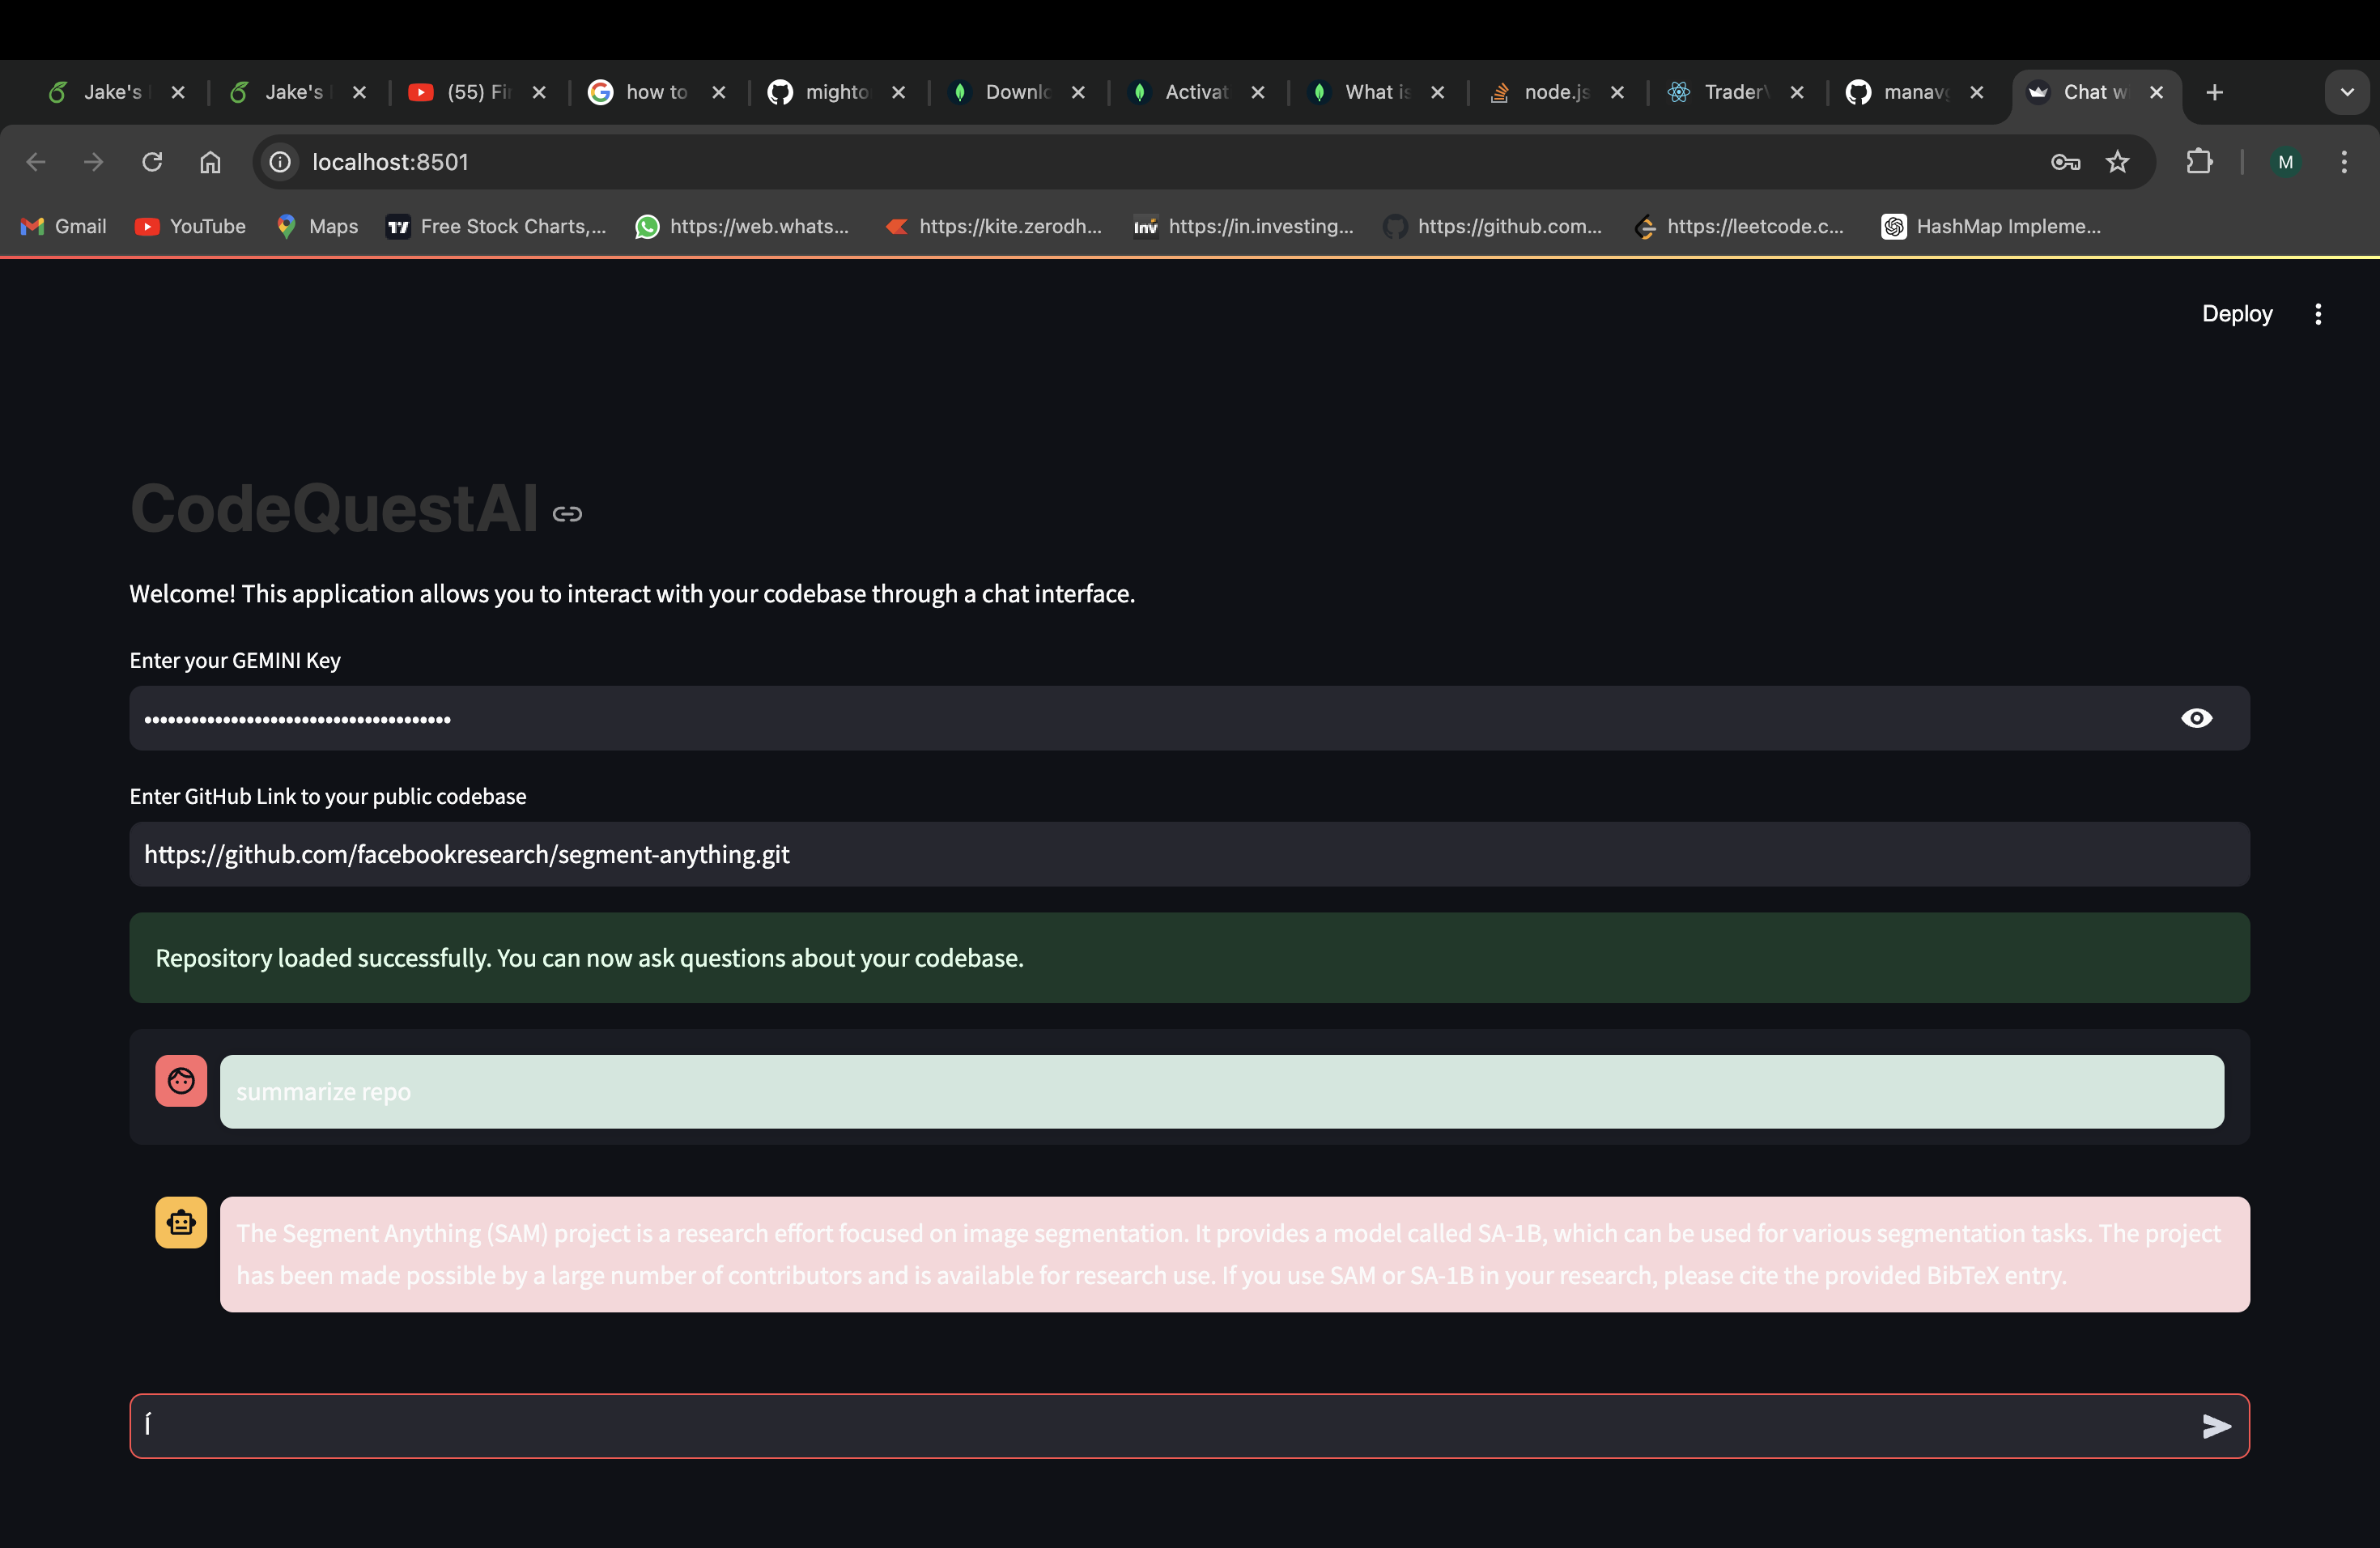 Jake's
Jake's
(55) Fir
how to
mighto
Downlo
Activat
What is
node.js
TraderV
manavg
Chat w
localhost:8501
M
Gmail
YouTube
Maps
Free Stock Charts,...
https://web.whats...
https://kite.zerodh...
Inv
https://in.investing...
https://github.com...
https://leetcode.c...
HashMap Impleme...
Deploy
CodeQuestAI
Welcome! This application allows you to interact with your codebase through a chat interface.
Enter your GEMINI Key
Enter GitHub Link to your public codebase
https://github.com/facebookresearch/segment-anything.git
Repository loaded successfully. You can now ask questions about your codebase.
summarize repo
The Segment Anything (SAM) project is a research effort focused on image segmentation. It provides a model called SA-1B, which can be used for various segmentation tasks. The project
has been made possible by a large number of contributors and is available for research use. If you use SAM or SA-1B in your research, please cite the provided BibTeX entry.